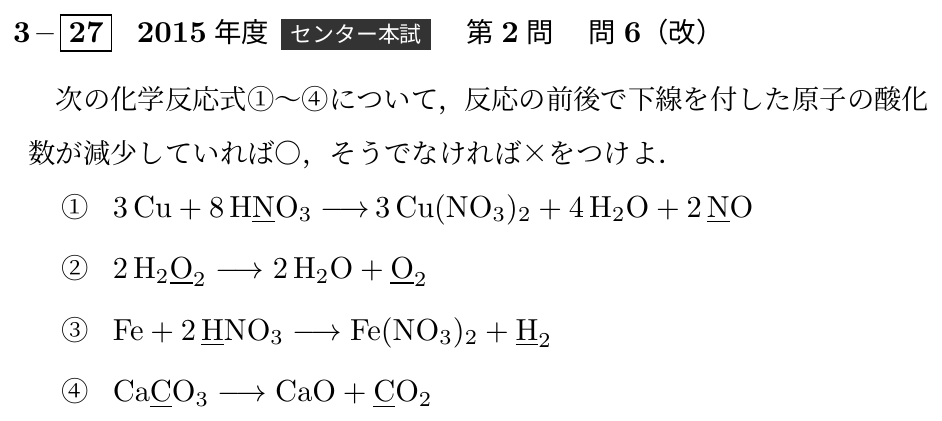 3－27　2015 年度　センター本試　第 2 問　問 6（改）
次の化学反応式①～④について，反応の前後で下線を付した原子の酸化
数が減少していれば○，そうでなければ×をつけよ．
① 3 Cu + 8 HNO₃ ⟶ 3 Cu(NO₃)₂ + 4 H₂O + 2 NO
② 2 H₂O₂ ⟶ 2 H₂O + O₂
③ Fe + 2 HNO₃ ⟶ Fe(NO₃)₂ + H₂
④ CaCO₃ ⟶ CaO + CO₂